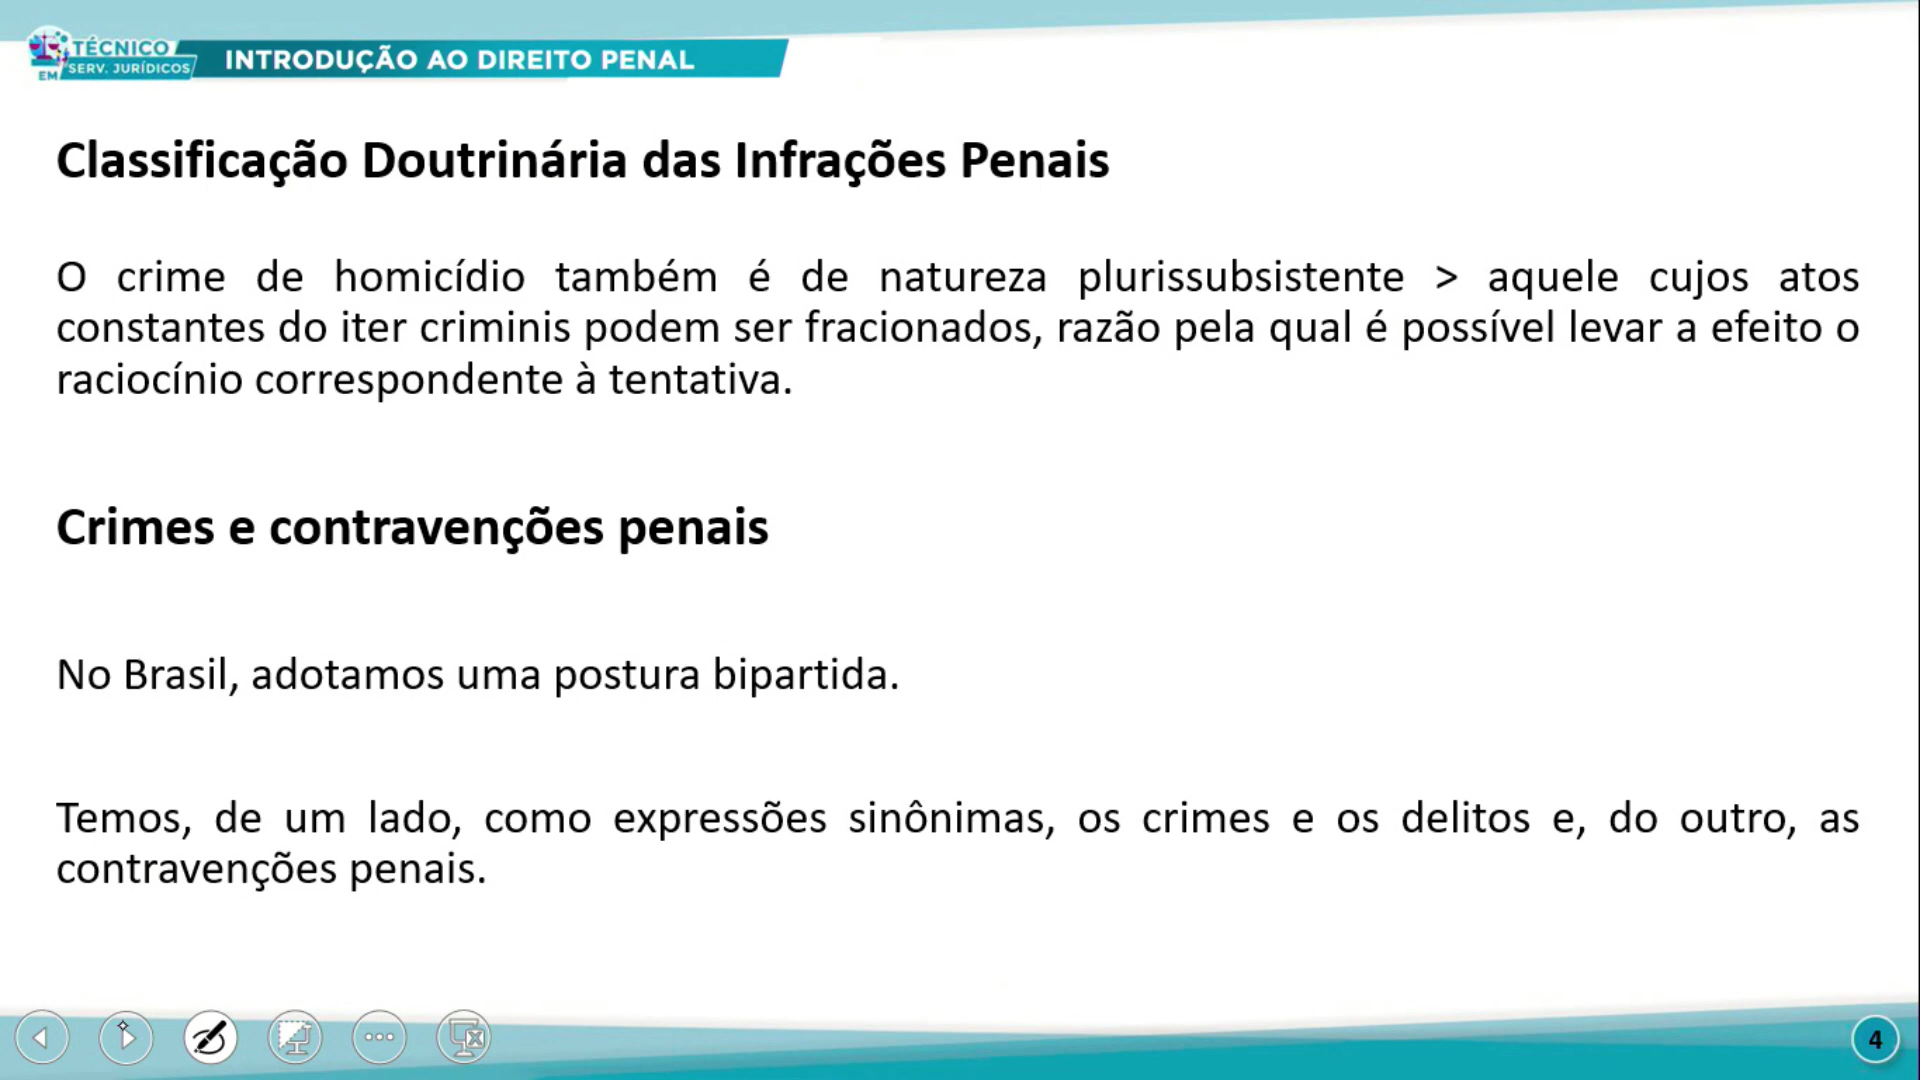 TÉCNICO
EM SERV. JURÍDICOS
INTRODUÇÃO AO DIREITO PENAL
Classificação Doutrinária das Infrações Penais
O crime de homicídio também é de natureza plurissubsistente > aquele cujos atos
constantes do iter criminis podem ser fracionados, razão pela qual é possível levar a efeito o
raciocínio correspondente à tentativa.
Crimes e contravenções penais
No Brasil, adotamos uma postura bipartida.
Temos, de um lado, como expressões sinônimas, os crimes e os delitos e, do outro, as
contravenções penais.
4